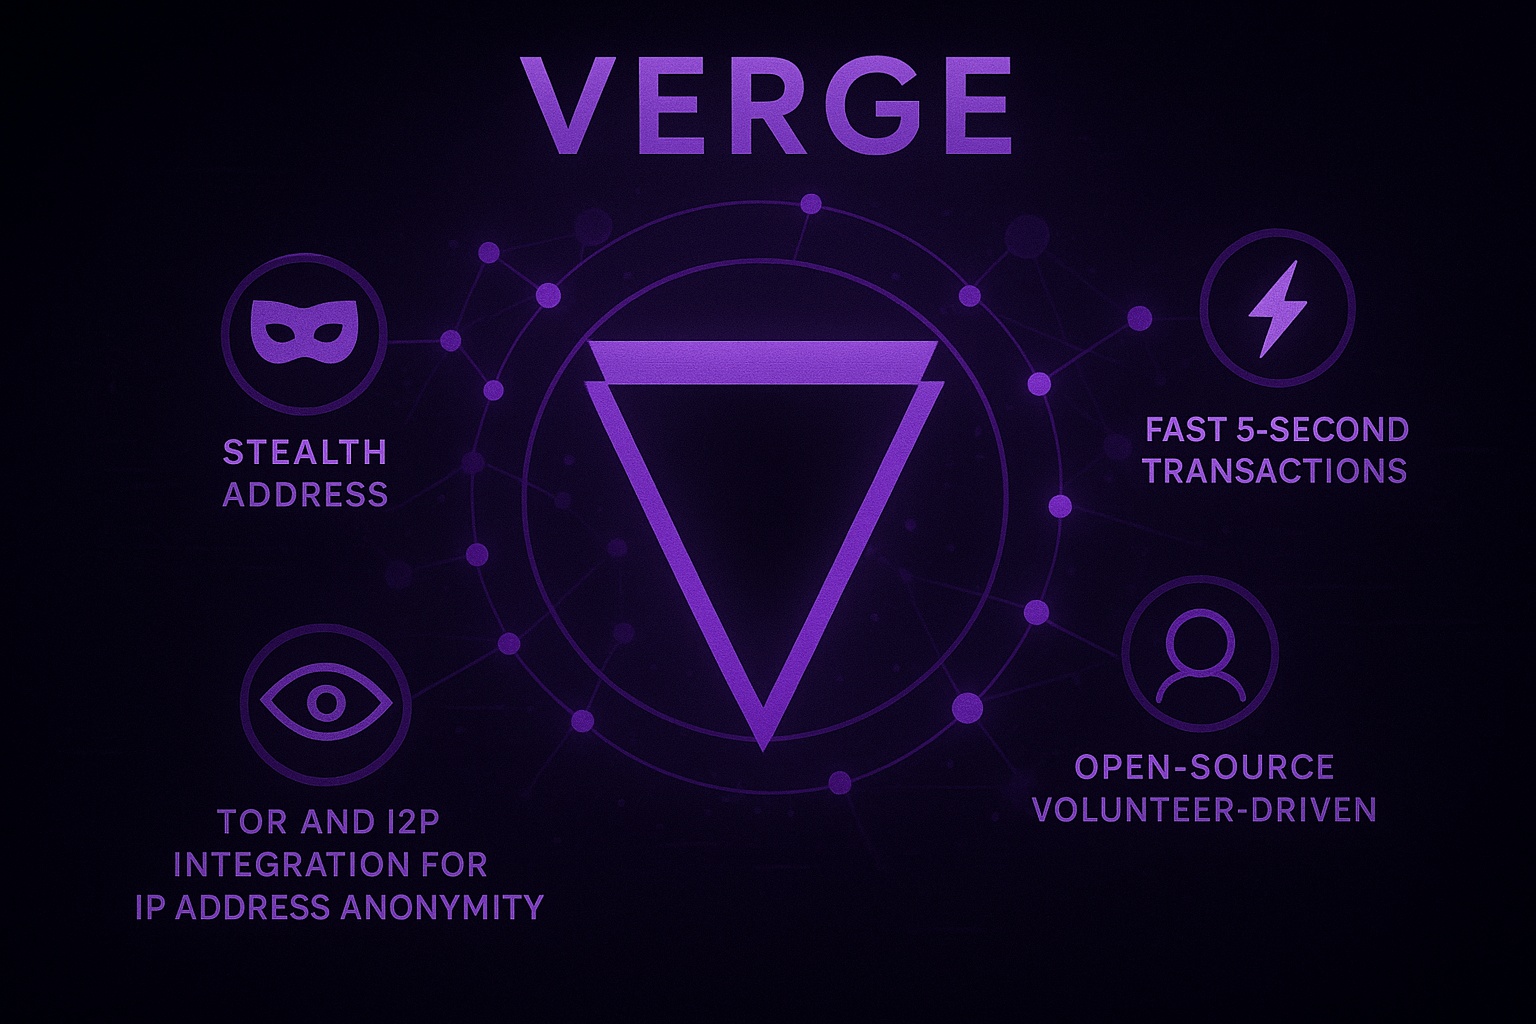 VERGE
STEALTH
ADDRESS
FAST 5-SECOND
TRANSACTIONS
TOR AND I2P
INTEGRATION FOR
IP ADDRESS ANONYMITY
OPEN-SOURCE
VOLUNTEER-DRIVEN